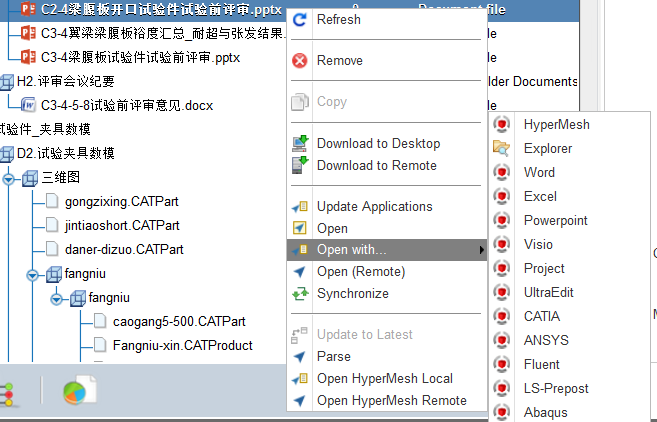 C2-4梁腹板开口试验件试验前评审.pptx
C3-4翼梁梁腹板裕度汇总_耐超与张发结果.
C3-4梁腹板试验件试验前评审.pptx
H2.评审会议纪要
C3-4-5-8试验前评审意见.docx
试验件_夹具数模
D2.试验夹具数模
三维图
gongzixing.CATPart
jintiaoshort.CATPart
daner-dizuo.CATPart
fangniu
fangniu
caogang5-500.CATPart
Fangniu-xin.CATProduct
Document file
le
le
lder Documents
le
Refresh
Remove
Copy
Download to Desktop
Download to Remote
Update Applications
Open
Open with...
Open (Remote)
Synchronize
Update to Latest
Parse
Open HyperMesh Local
Open HyperMesh Remote
HyperMesh
Explorer
Word
Excel
Powerpoint
Visio
Project
UltraEdit
CATIA
ANSYS
Fluent
LS-Prepost
Abaqus